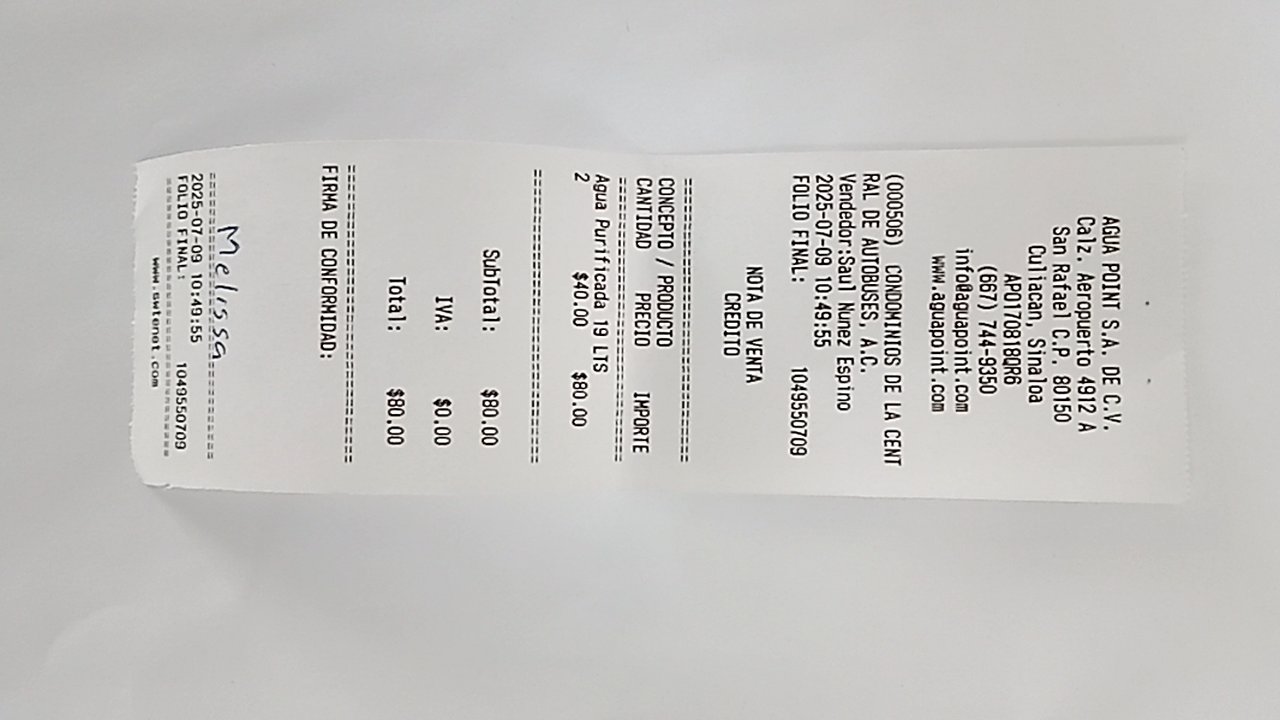 AGUA POINT S.A. DE C.V.
Calz. Aeropuerto 4912 A
San Rafael C.P. 80150
Culiacan, Sinaloa
APO170818QR6
(667) 744-9350
info@aguapoint.com
www.aguapoint.com
(000506) CONDOMINIOS DE LA CENT
RAL DE AUTOBUSES, A.C.
Vendedor:Saul Nunez Espino
2025-07-09 10:49:55
FOLIO FINAL: 1049550709
NOTA DE VENTA
CREDITO
================================
CONCEPTO / PRODUCTO
CANTIDAD PRECIO IMPORTE
================================
Agua Purificada 19 LTS
2 $40.00 $80.00
================================
SubTotal: $80.00
IVA: $0.00
Total: $80.00
================================
FIRMA DE CONFORMIDAD:
Melissa
================================
2025-07-09 10:49:55
FOLIO FINAL: 1049550709
================================
www.swtenot.com